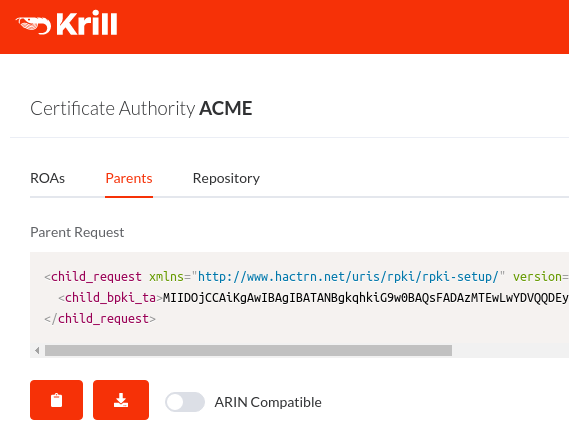 Krill
Certificate Authority ACME
ROAs Parents Repository
Parent Request
<child_request xmlns="http://www.hactrn.net/uris/rpki/rpki-setup/" version=
<child_bpki_ta>MIIDOjCCAiKgAwIBAgIBATANBgkqhkiG9w0BAQsFADAzMTEwLwYDVQQDEy
</child_request>
ARIN Compatible